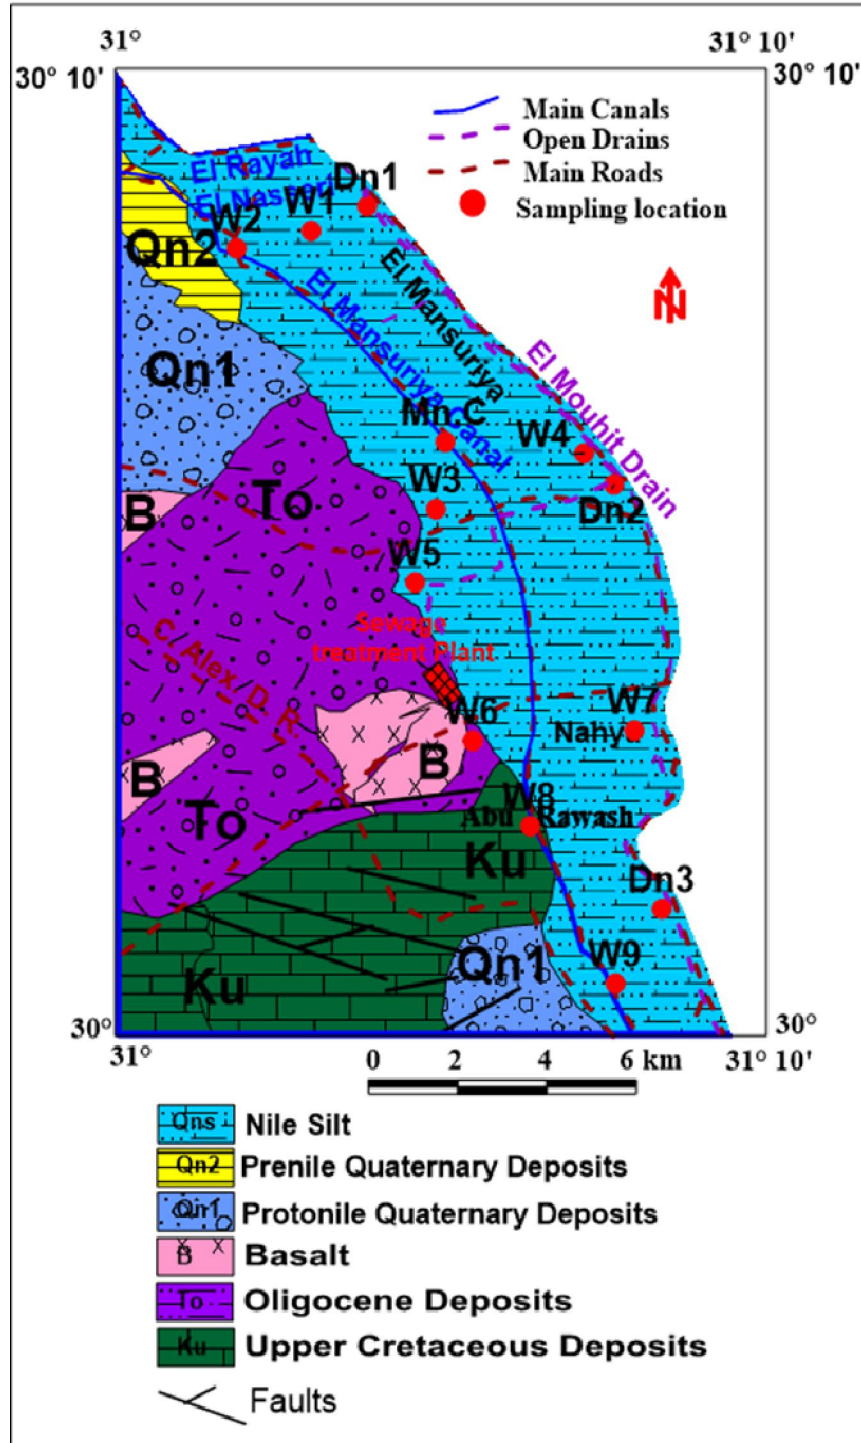 31°
31° 10'
30° 10'
30° 10'
Main Canals
Open Drains
Main Roads
Sampling location
El Rayah
El Nasseri
Dn1
W1
W2
Qn2
N
El Mansuriya
El Mansuriya Canal
El Mouhit Drain
Qn1
Mn C
W4
W3
Dn2
To
B
W5
Sewage
treatment Plant
C. Alex. D. R.
W6
W7
Nahya
B
B
W8
Abu Rawash
To
Ku
Dn3
Qn1
W9
Ku
30°
30°
31°
31° 10'
0 2 4 6 km
Qns Nile Silt
Qn2 Prenile Quaternary Deposits
Qn1 Protonile Quaternary Deposits
B Basalt
To Oligocene Deposits
Ku Upper Cretaceous Deposits
Faults